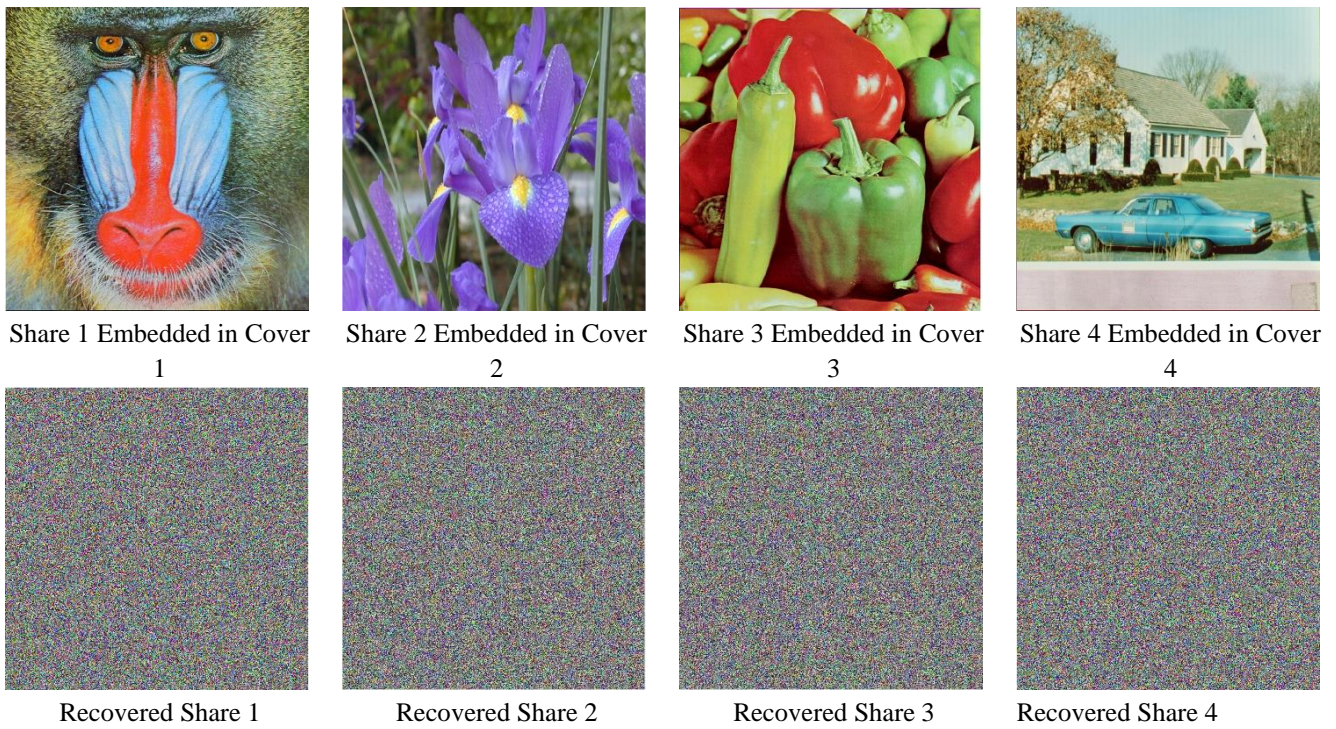 Share 1 Embedded in Cover
1
Share 2 Embedded in Cover
2
Share 3 Embedded in Cover
3
Share 4 Embedded in Cover
4
Recovered Share 1
Recovered Share 2
Recovered Share 3
Recovered Share 4